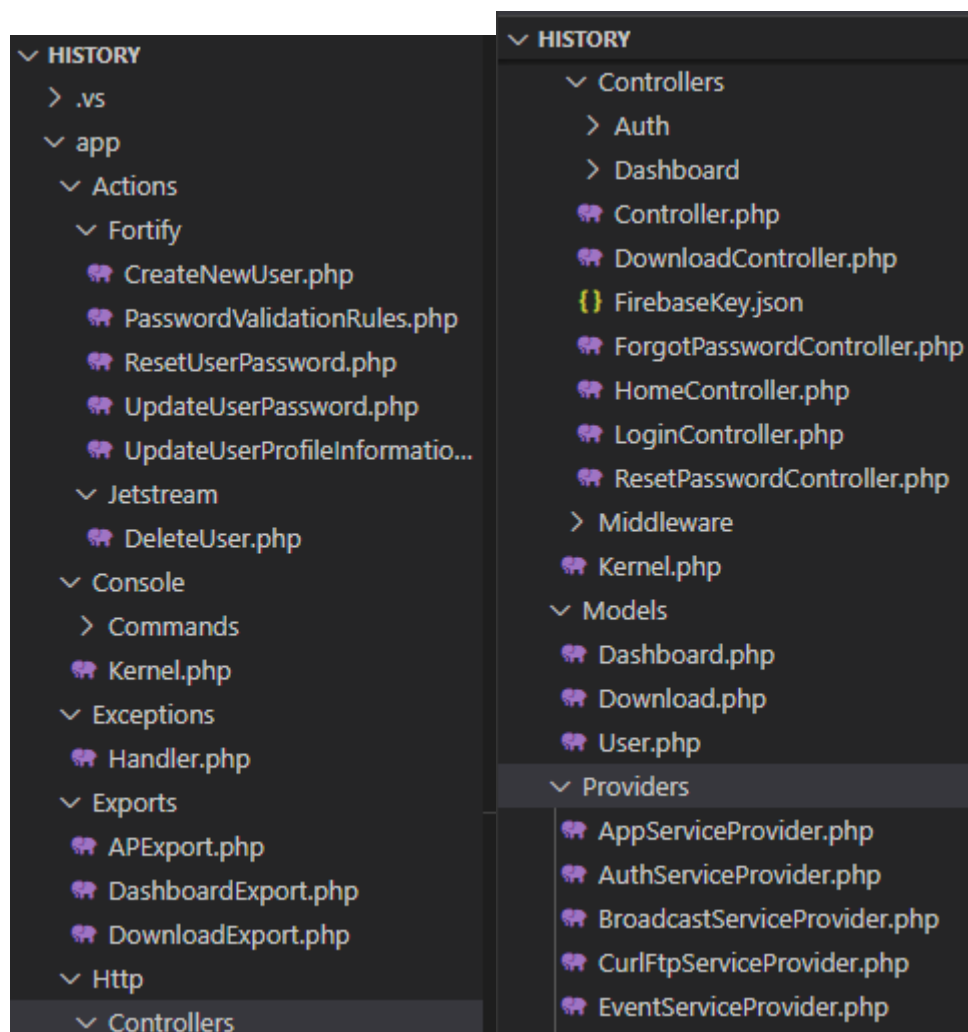 HISTORY
.vs
app
Actions
Fortify
CreateNewUser.php
PasswordValidationRules.php
ResetUserPassword.php
UpdateUserPassword.php
UpdateUserProfileInformatio...
Jetstream
DeleteUser.php
Console
Commands
Kernel.php
Exceptions
Handler.php
Exports
APExport.php
DashboardExport.php
DownloadExport.php
Http
Controllers
HISTORY
Controllers
Auth
Dashboard
Controller.php
DownloadController.php
{} FirebaseKey.json
ForgotPasswordController.php
HomeController.php
LoginController.php
ResetPasswordController.php
Middleware
Kernel.php
Models
Dashboard.php
Download.php
User.php
Providers
AppServiceProvider.php
AuthServiceProvider.php
BroadcastServiceProvider.php
CurlFtpServiceProvider.php
EventServiceProvider.php